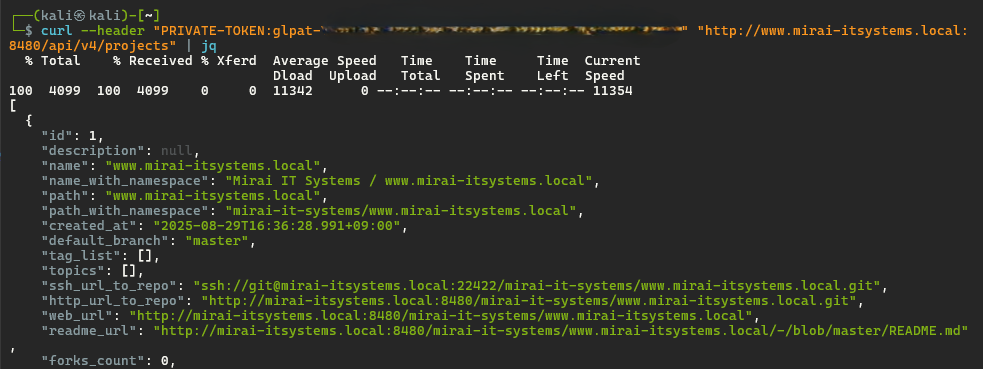 ┌──(kali㉿kali)-[~]
└─$ curl --header "PRIVATE-TOKEN:glpat-" "http://www.mirai-itsystems.local:
8480/api/v4/projects" | jq
% Total % Received % Xferd Average Speed Time Time Time Current
Dload Upload Total Spent Left Speed
100 4099 100 4099 0 0 11342 0 --:--:-- --:--:-- --:--:-- 11354
[
{
"id": 1,
"description": null,
"name": "www.mirai-itsystems.local",
"name_with_namespace": "Mirai IT Systems / www.mirai-itsystems.local",
"path": "www.mirai-itsystems.local",
"path_with_namespace": "mirai-it-systems/www.mirai-itsystems.local",
"created_at": "2025-08-29T16:36:28.991+09:00",
"default_branch": "master",
"tag_list": [],
"topics": [],
"ssh_url_to_repo": "ssh://git@mirai-itsystems.local:22422/mirai-it-systems/www.mirai-itsystems.local.git",
"http_url_to_repo": "http://mirai-itsystems.local:8480/mirai-it-systems/www.mirai-itsystems.local.git",
"web_url": "http://mirai-itsystems.local:8480/mirai-it-systems/www.mirai-itsystems.local",
"readme_url": "http://mirai-itsystems.local:8480/mirai-it-systems/www.mirai-itsystems.local/-/blob/master/README.md"
,
"forks_count": 0,